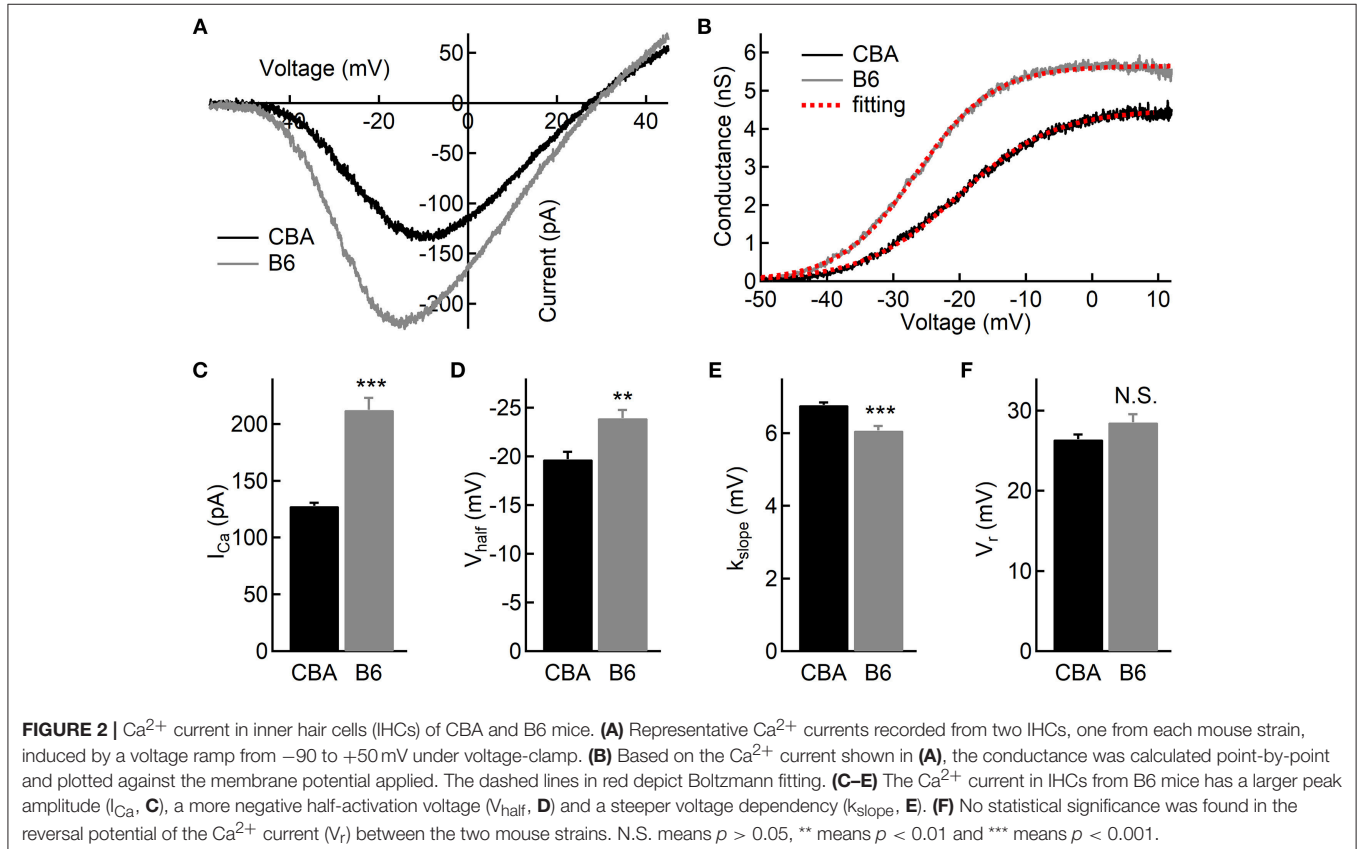 A
Voltage (mV)
50
0
-40
-20
0
20
40
-50
-100
-150
-200
Current (pA)
CBA
B6
B
CBA
B6
fitting
Conductance (nS)
6
5
4
3
2
1
0
-50
-40
-30
-20
-10
0
10
Voltage (mV)
C
***
I_Ca (pA)
200
150
100
50
0
CBA
B6
D
**
V_half (mV)
-25
-20
-15
-10
-5
0
CBA
B6
E
***
k_slope (mV)
6
4
2
0
CBA
B6
F
N.S.
V_r (mV)
30
20
10
0
CBA
B6
FIGURE 2 | Ca²⁺ current in inner hair cells (IHCs) of CBA and B6 mice. (A) Representative Ca²⁺ currents recorded from two IHCs, one from each mouse strain,
induced by a voltage ramp from −90 to +50 mV under voltage-clamp. (B) Based on the Ca²⁺ current shown in (A), the conductance was calculated point-by-point
and plotted against the membrane potential applied. The dashed lines in red depict Boltzmann fitting. (C–E) The Ca²⁺ current in IHCs from B6 mice has a larger peak
amplitude (I_Ca, C), a more negative half-activation voltage (V_half, D) and a steeper voltage dependency (k_slope, E). (F) No statistical significance was found in the
reversal potential of the Ca²⁺ current (V_r) between the two mouse strains. N.S. means p > 0.05, ** means p < 0.01 and *** means p < 0.001.